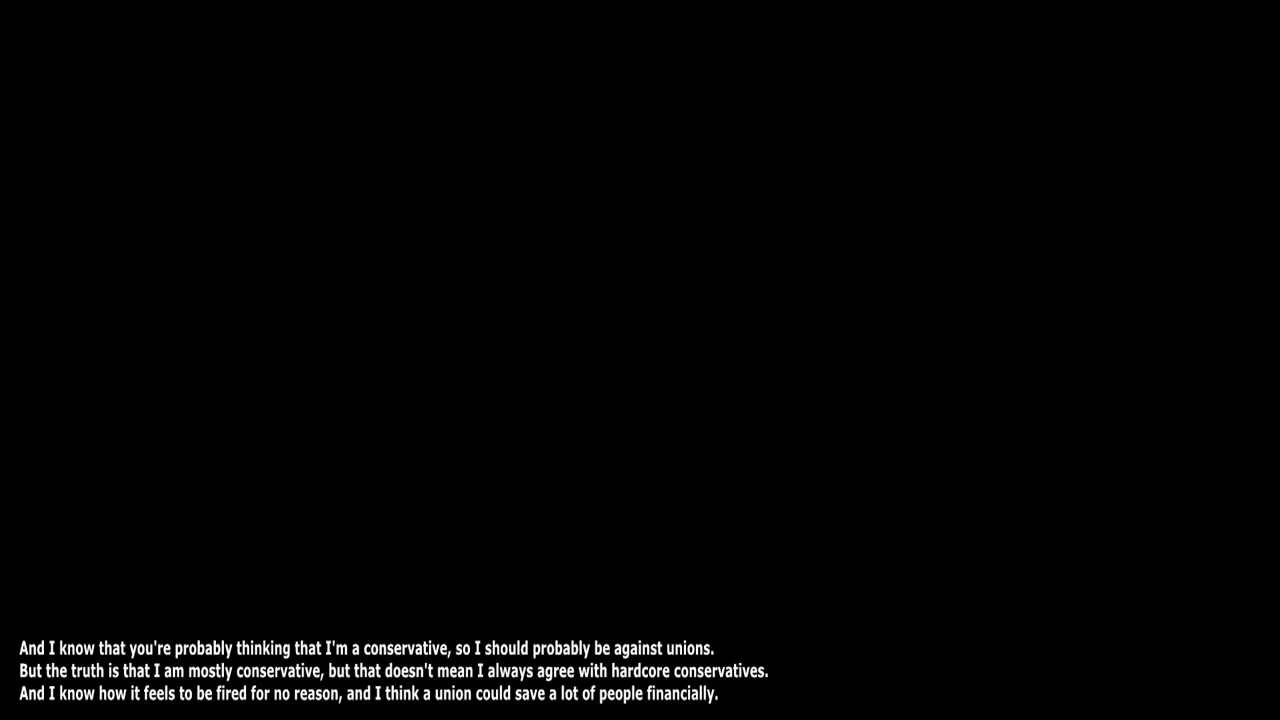 And I know that you're probably thinking that I'm a conservative, so I should probably be against unions.
But the truth is that I am mostly conservative, but that doesn't mean I always agree with hardcore conservatives.
And I know how it feels to be fired for no reason, and I think a union could save a lot of people financially.